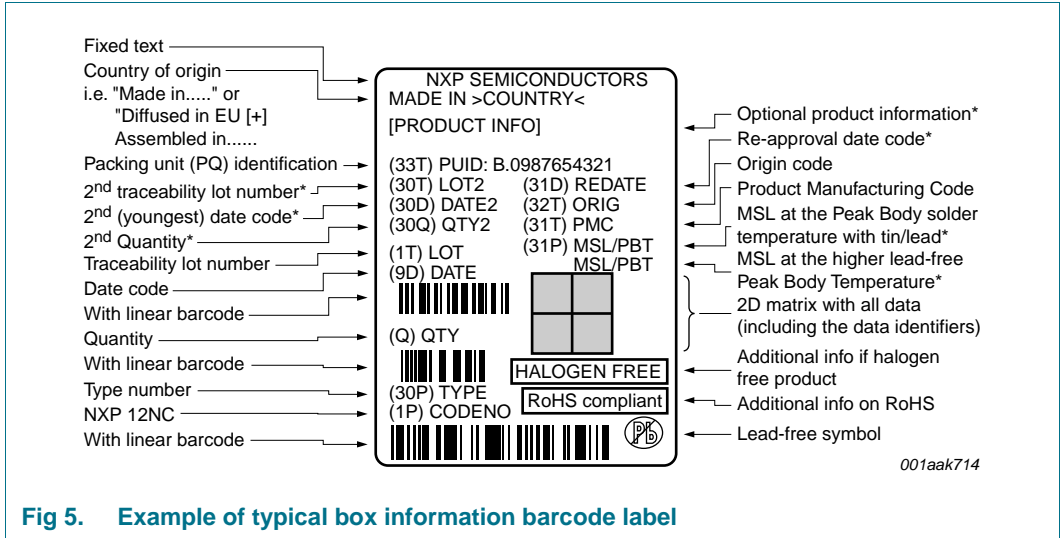 Fixed text
Country of origin
i.e. "Made in....." or
"Diffused in EU [+]
Assembled in......
Packing unit (PQ) identification
2nd traceability lot number*
2nd (youngest) date code*
2nd Quantity*
Traceability lot number
Date code
With linear barcode
Quantity
With linear barcode
Type number
NXP 12NC
With linear barcode
NXP SEMICONDUCTORS
MADE IN >COUNTRY<
[PRODUCT INFO]
(33T) PUID: B.0987654321
(30T) LOT2 (31D) REDATE
(30D) DATE2 (32T) ORIG
(30Q) QTY2 (31T) PMC
(31P) MSL/PBT
(1T) LOT MSL/PBT
(9D) DATE
(Q) QTY
HALOGEN FREE
(30P) TYPE RoHS compliant
(1P) CODENO
Pb
Optional product information*
Re-approval date code*
Origin code
Product Manufacturing Code
MSL at the Peak Body solder
temperature with tin/lead*
MSL at the higher lead-free
Peak Body Temperature*
2D matrix with all data
(including the data identifiers)
Additional info if halogen
free product
Additional info on RoHS
Lead-free symbol
001aak714
Fig 5. Example of typical box information barcode label